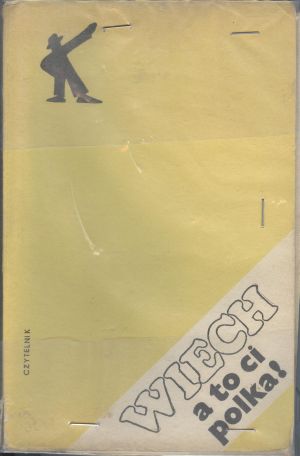 CZYTELNIK
WIECH
a to ci
polka!